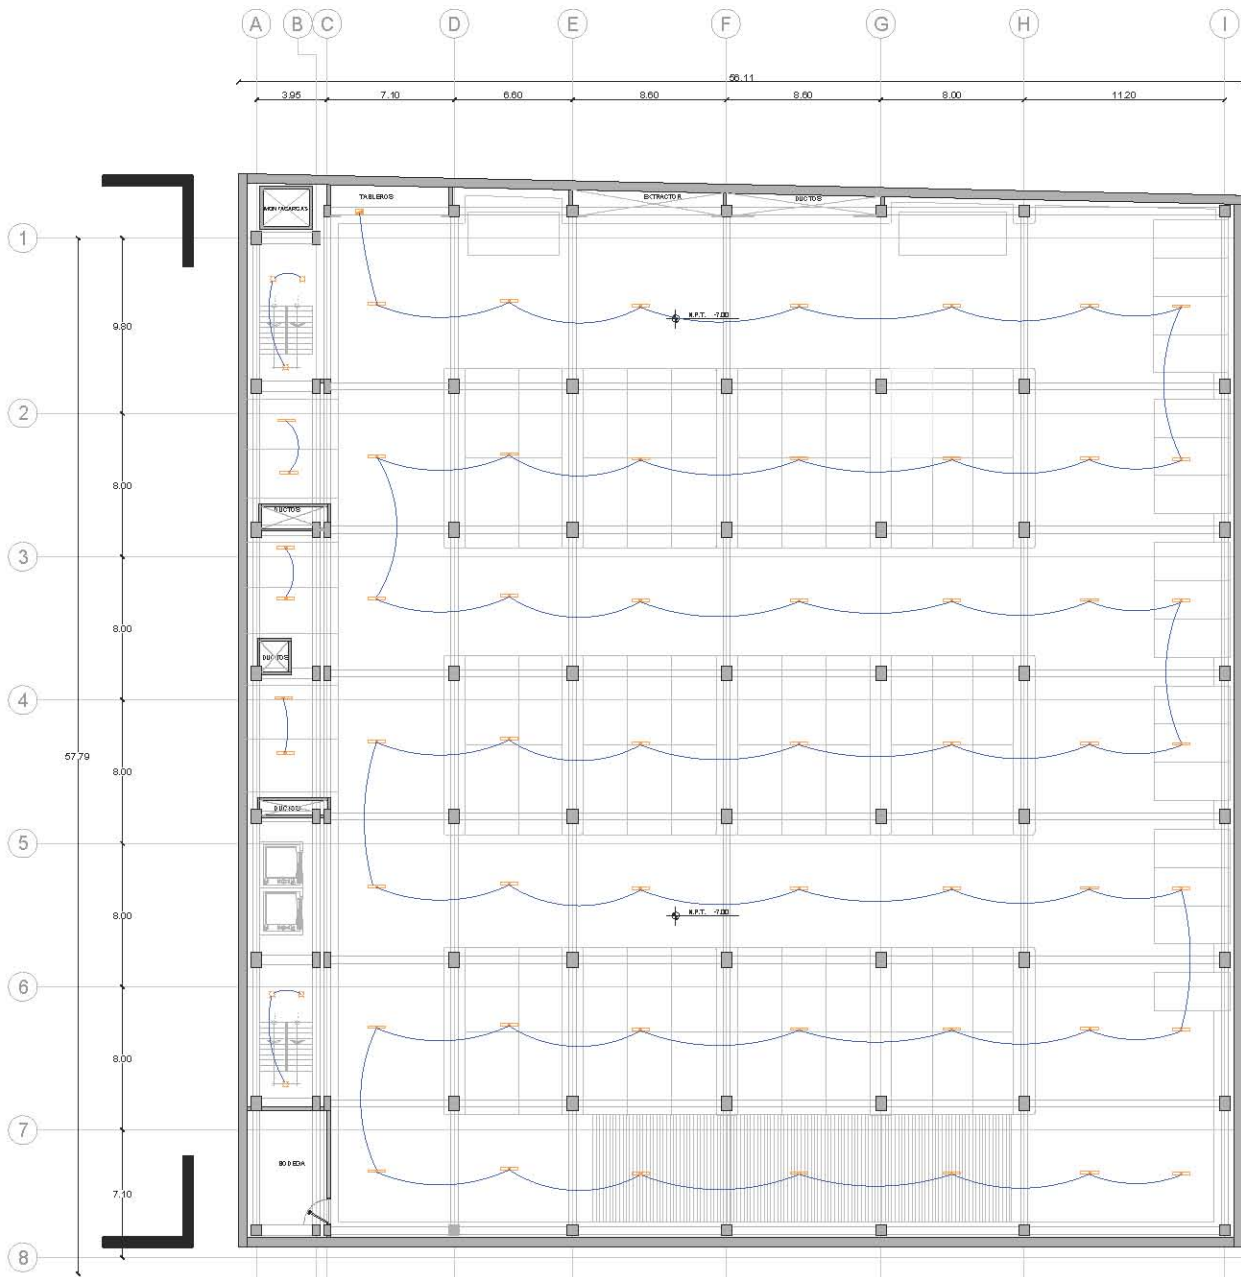 A B C D E F G H I
56.11
3.95 7.10 6.60 8.60 8.60 8.00 11.20
TABLEROS
EXTRACTOR
DUCTOS
MONTACARGAS
1
N.P.T. -7.00
9.80
2
8.00
DUCTOS
3
8.00
DUCTOS
4
57.79
8.00
DUCTOS
5
8.00
N.P.T. -7.00
6
8.00
7
BODEGA
7.10
8